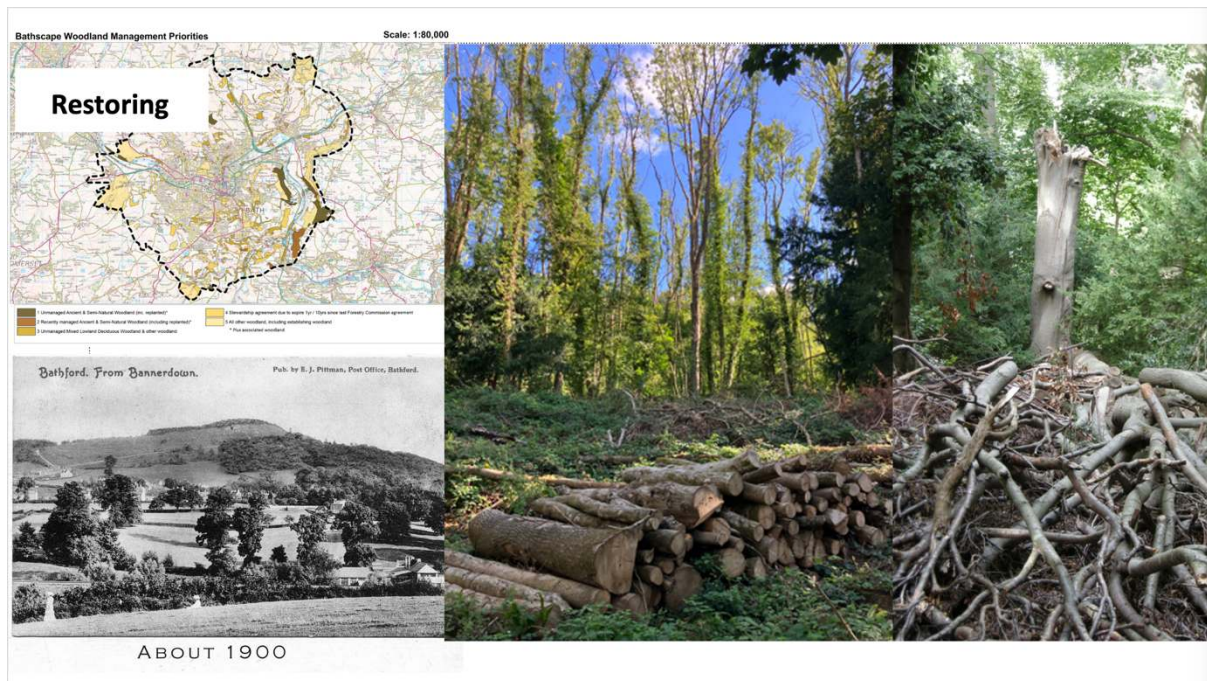 Bathscape Woodland Management Priorities
Scale: 1:80,000
Restoring
1 Unmanaged Ancient & Semi-Natural Woodland (inc. replanted)*
2 Recently managed Ancient & Semi-Natural Woodland (including replanted)*
3 Unmanaged Mixed Lowland Deciduous Woodland & other woodland
4 Stewardship agreement due to expire 1yr / 10yrs since last Forestry Commission agreement
5 All other woodland, including establishing woodland
* Plus associated woodland
Bathford. From Bannerdown.
Pub. by E. J. Pittman, Post Office, Bathford.
ABOUT 1900